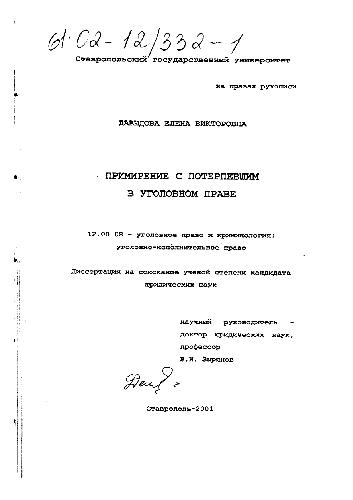 61:02-12/332-1
Ставропольский государственный университет
на правах рукописи
ДАВЫДОВА ЕЛЕНА ВИКТОРОВНА
ПРИМИРЕНИЕ С ПОТЕРПЕВШИМ
В УГОЛОВНОМ ПРАВЕ
12.00.08 - уголовное право и криминология;
уголовно-исполнительное право
Диссертация на соискание ученой степени кандидата
юридических наук
научный руководитель -
доктор юридических наук,
профессор
Ставрополь-2001